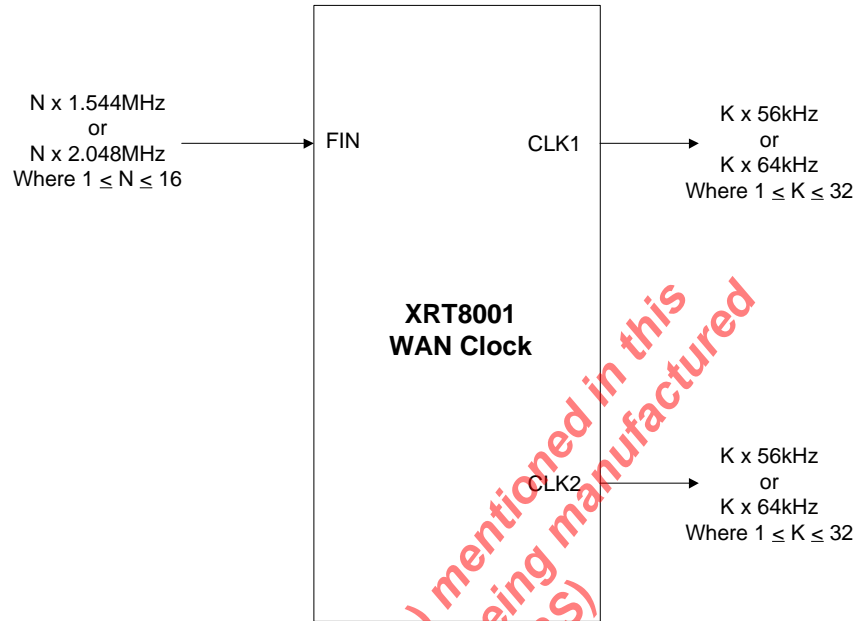 N x 1.544MHz
or
N x 2.048MHz
Where 1 ≤ N ≤ 16
FIN
CLK1
K x 56kHz
or
K x 64kHz
Where 1 ≤ K ≤ 32
XRT8001
WAN Clock
CLK2
K x 56kHz
or
K x 64kHz
Where 1 ≤ K ≤ 32
) mentioned in this
eing manufactured
S)